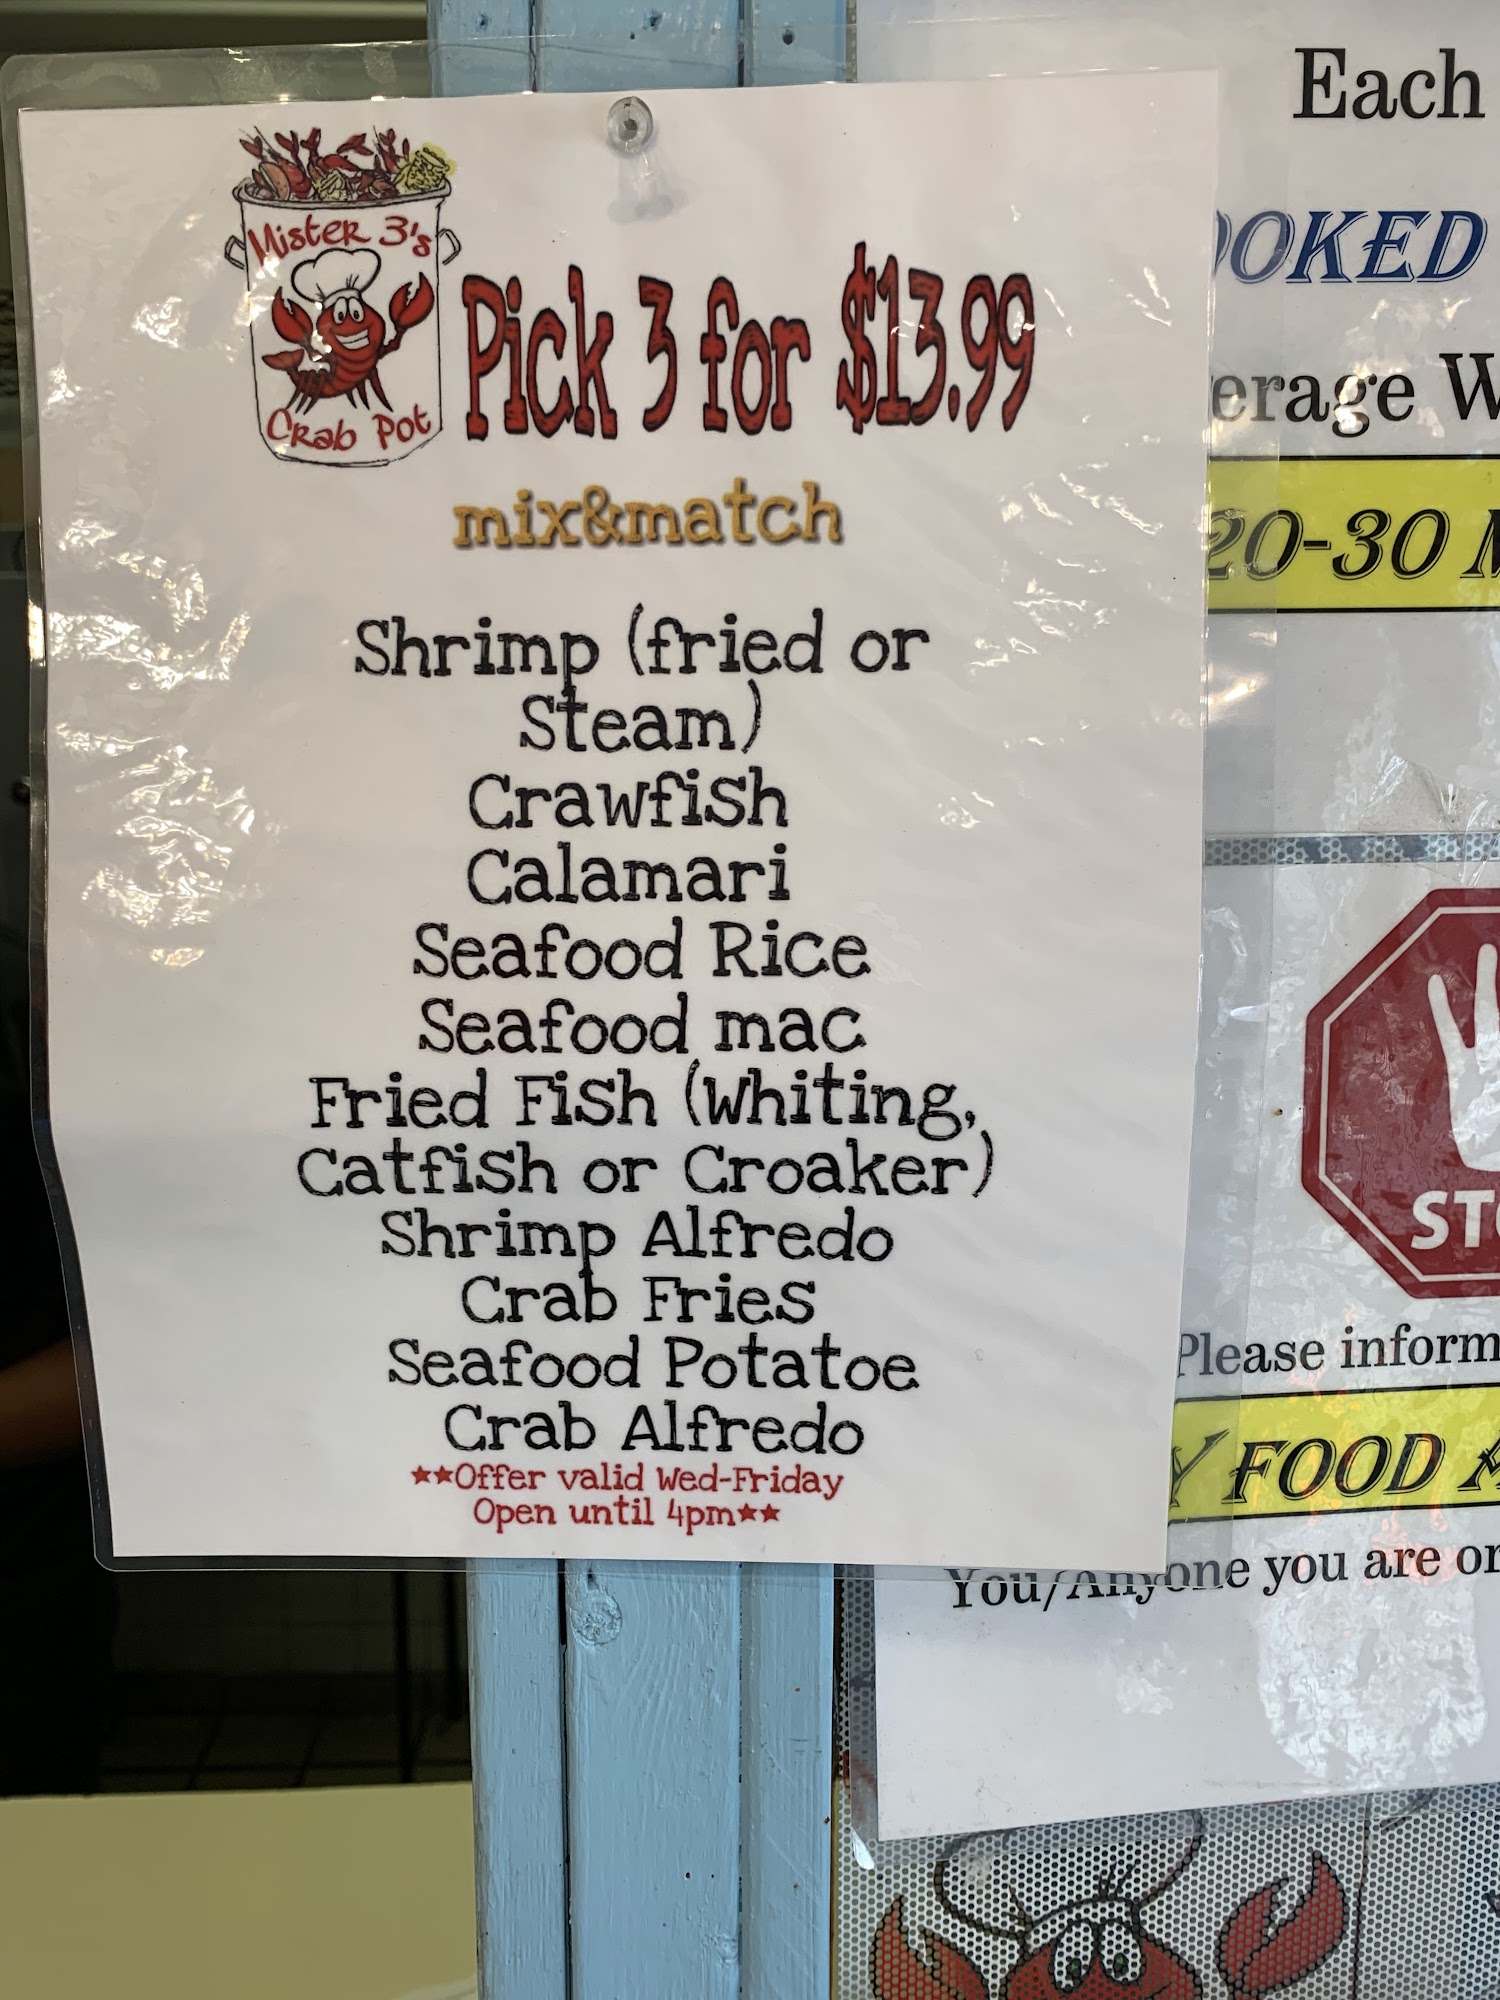 Mister 3's
Crab Pot
Pick 3 for $13.99
mix&match
Shrimp (fried or
Steam)
Crawfish
Calamari
Seafood Rice
Seafood mac
Fried Fish (Whiting,
Catfish or Croaker)
Shrimp Alfredo
Crab Fries
Seafood Potatoe
Crab Alfredo
**Offer valid Wed-Friday
Open until 4pm**
Each
OOKED
erage W
20-30 M
STO
Please inform
Y FOOD A
You/Anyone you are or